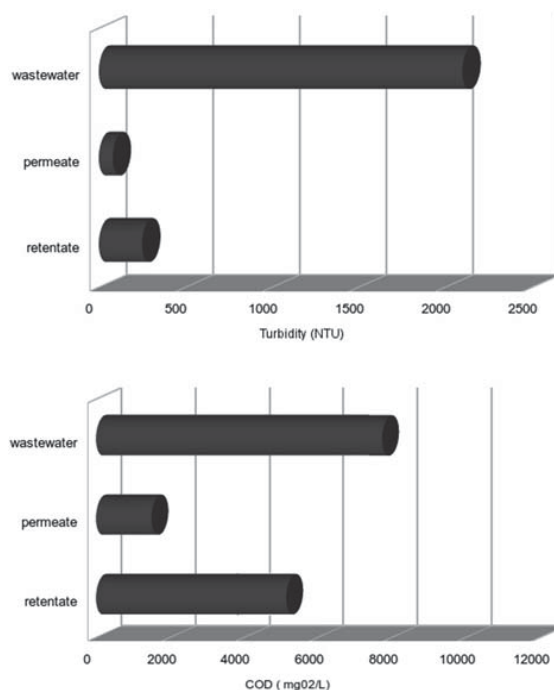 wastewater
permeate
retentate
0 500 1000 1500 2000 2500
Turbidity (NTU)
wastewater
permeate
retentate
0 2000 4000 6000 8000 10000 12000
COD ( mg02/L)